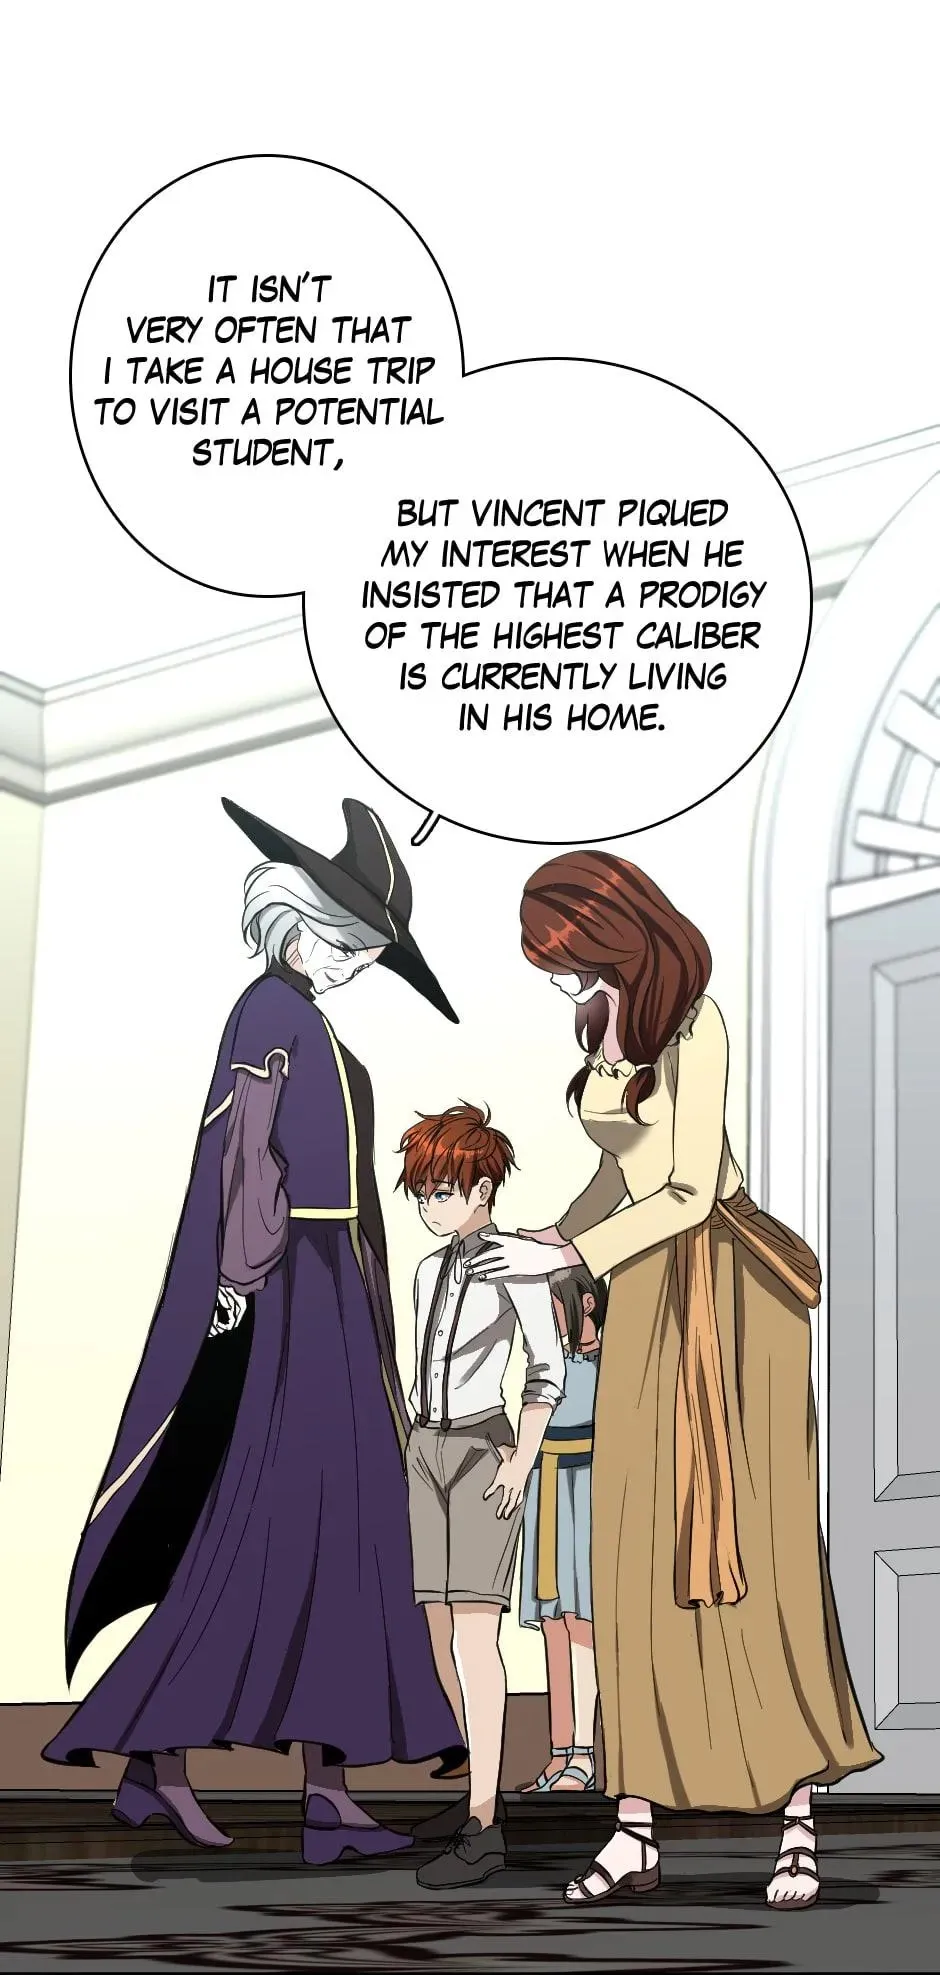 IT ISN'T
VERY OFTEN THAT
I TAKE A HOUSE TRIP
TO VISIT A POTENTIAL
STUDENT,
BUT VINCENT PIQUED
MY INTEREST WHEN HE
INSISTED THAT A PRODIGY
OF THE HIGHEST CALIBER
IS CURRENTLY LIVING
IN HIS HOME.